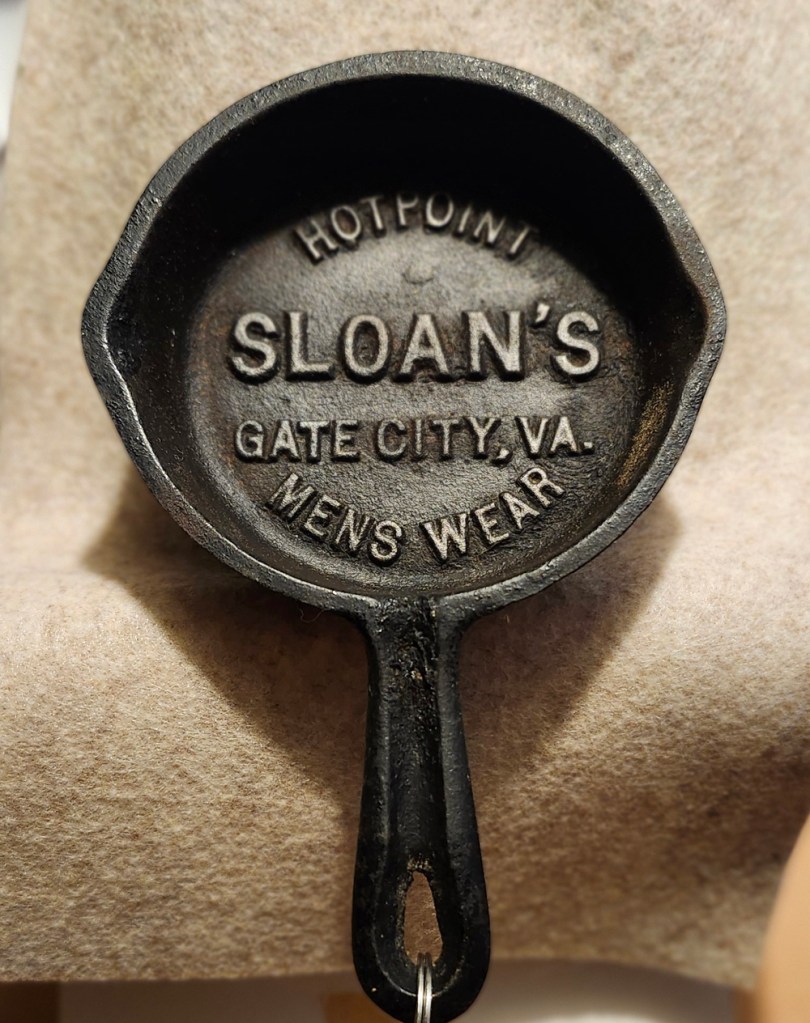 HOTPOINT
SLOAN'S
GATE CITY, VA.
MENS WEAR